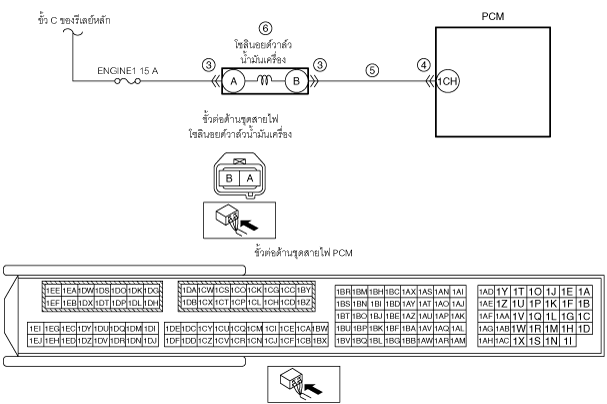 ขั้ว C ของรีเลย์หลัก
PCM
6
โซลินอยด์วาล์ว
น้ำมันเครื่อง
ENGINE1 15 A
3
3
5
4
A
B
1CH
ขั้วต่อด้านชุดสายไฟ
โซลินอยด์วาล์วน้ำมันเครื่อง
B A
ขั้วต่อด้านชุดสายไฟ PCM
1EE 1EA 1DW 1DS 1DO 1DK 1DG 1DA 1CW 1CS 1CO 1CK 1CG 1CC 1BY 1BR 1BM 1BH 1BC 1AX 1AS 1AN 1AI 1AD 1Y 1T 1O 1J 1E 1A
1EF 1EB 1DX 1DT 1DP 1DL 1DH 1DB 1CX 1CT 1CP 1CL 1CH 1CD 1BZ 1BS 1BN 1BI 1BD 1AY 1AT 1AO 1AJ 1AE 1Z 1U 1P 1K 1F 1B
1BT 1BO 1BJ 1BE 1AZ 1AU 1AP 1AK 1AF 1AA 1V 1Q 1L 1G 1C
1EI 1EG 1EC 1DY 1DU 1DQ 1DM 1DI 1DE 1DC 1CY 1CU 1CQ 1CM 1CI 1CE 1CA 1BW 1BU 1BP 1BK 1BF 1BA 1AV 1AQ 1AL 1AG 1AB 1W 1R 1M 1H 1D
1EJ 1EH 1ED 1DZ 1DV 1DR 1DN 1DJ 1DF 1DD 1CZ 1CV 1CR 1CN 1CJ 1CF 1CB 1BX 1BV 1BQ 1BL 1BG 1BB 1AW 1AR 1AM 1AH 1AC 1X 1S 1N 1I